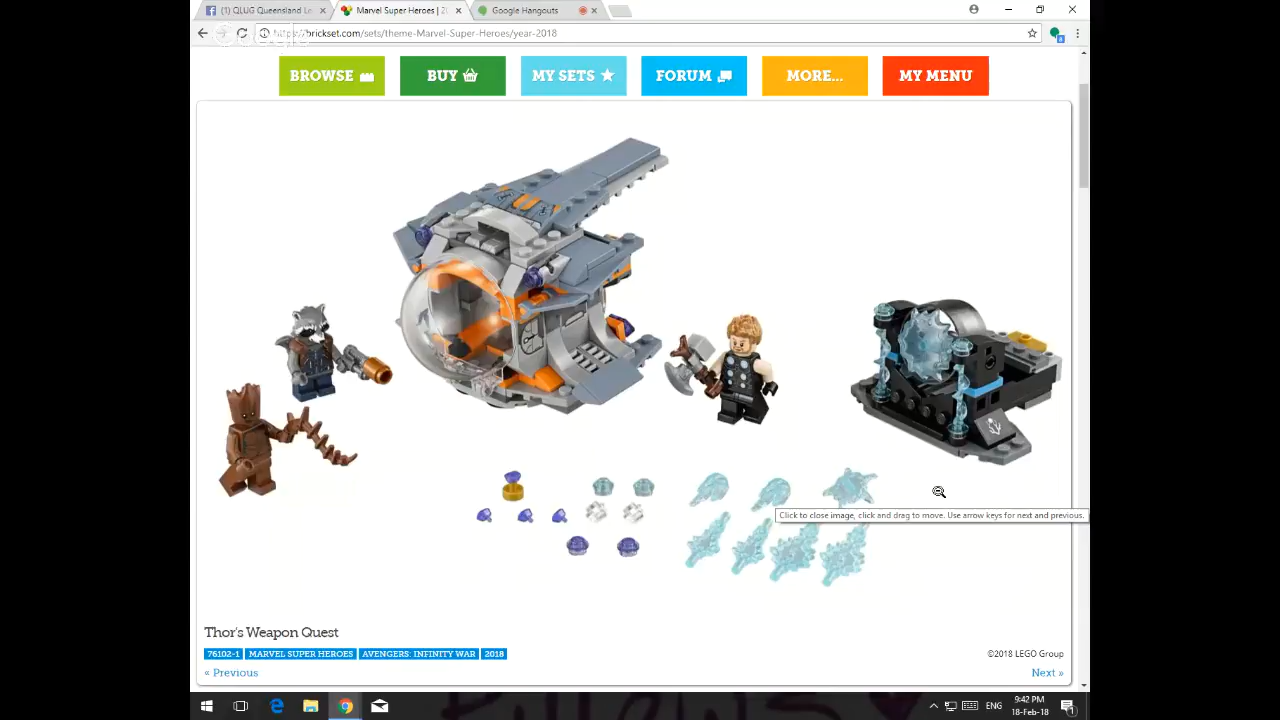 (1) QLUG Queensland Le
Marvel Super Heroes | 20
Google Hangouts
https://brickset.com/sets/theme-Marvel-Super-Heroes/year-2018
BROWSE
BUY
MY SETS
FORUM
MORE...
MY MENU
Click to close image, click and drag to move. Use arrow keys for next and previous.
Thor's Weapon Quest
76102-1 MARVEL SUPER HEROES AVENGERS: INFINITY WAR 2018
©2018 LEGO Group
« Previous
Next »
ENG
9:42 PM
18-Feb-18